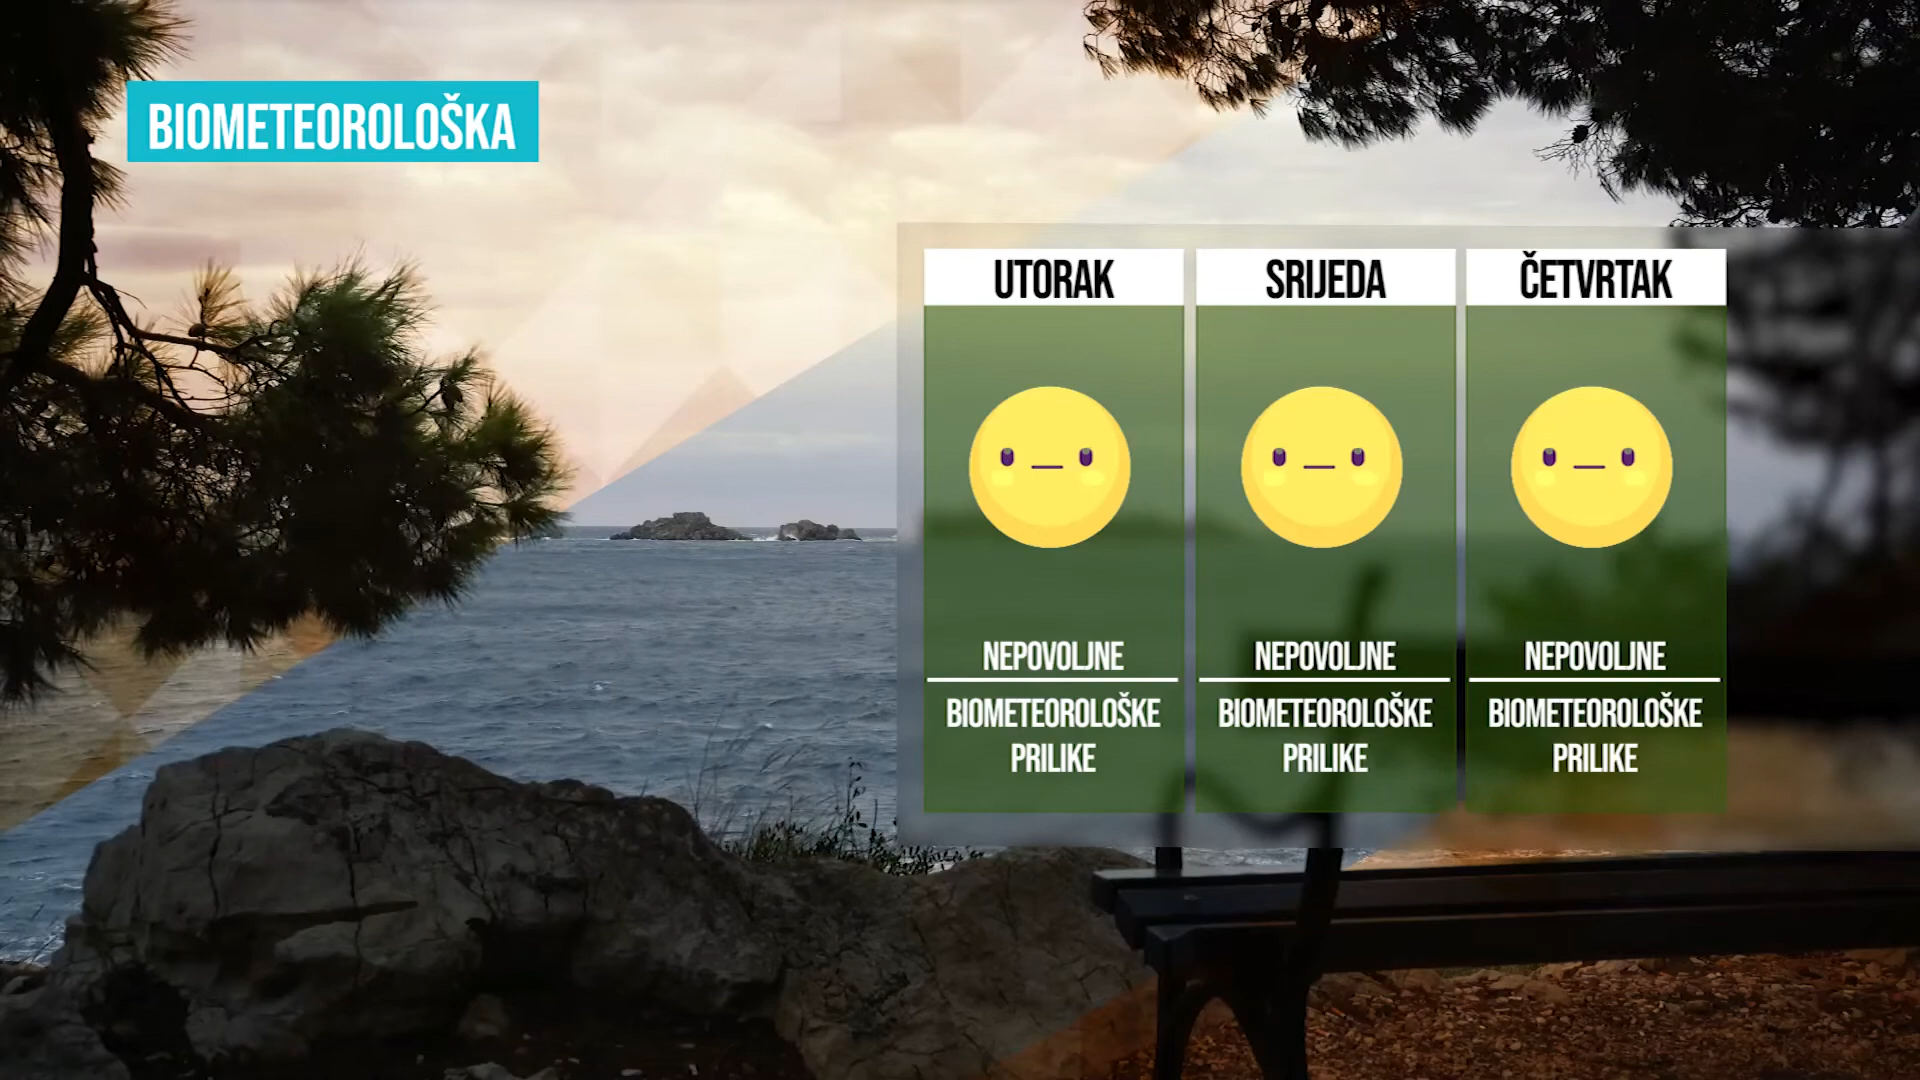 BIOMETEOROLOŠKA
UTORAK
NEPOVOLJNE
BIOMETEOROLOŠKE
PRILIKE
SRIJEDA
NEPOVOLJNE
BIOMETEOROLOŠKE
PRILIKE
ČETVRTAK
NEPOVOLJNE
BIOMETEOROLOŠKE
PRILIKE